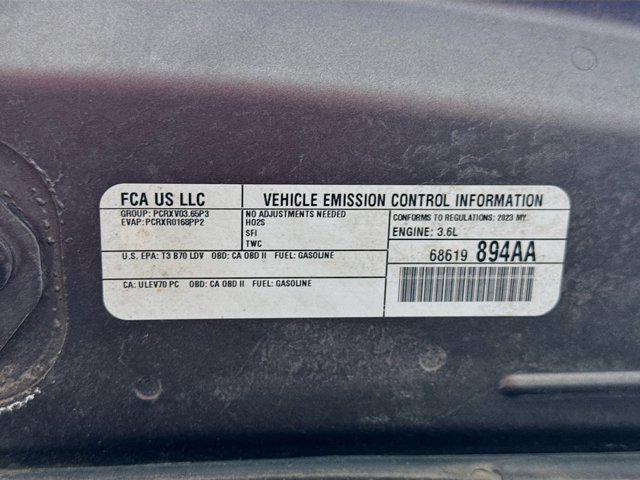 FCA US LLC
VEHICLE EMISSION CONTROL INFORMATION
GROUP: PCRXV03.65P3
EVAP: PCRXR0168PP2
NO ADJUSTMENTS NEEDED
HO2S
SFI
TWC
CONFORMS TO REGULATIONS: 2023 MY
ENGINE: 3.6L
U.S. EPA: T3 B70 LDV OBD: CA OBD II FUEL: GASOLINE
68619 894AA
CA: ULEV70 PC OBD: CA OBD II FUEL: GASOLINE